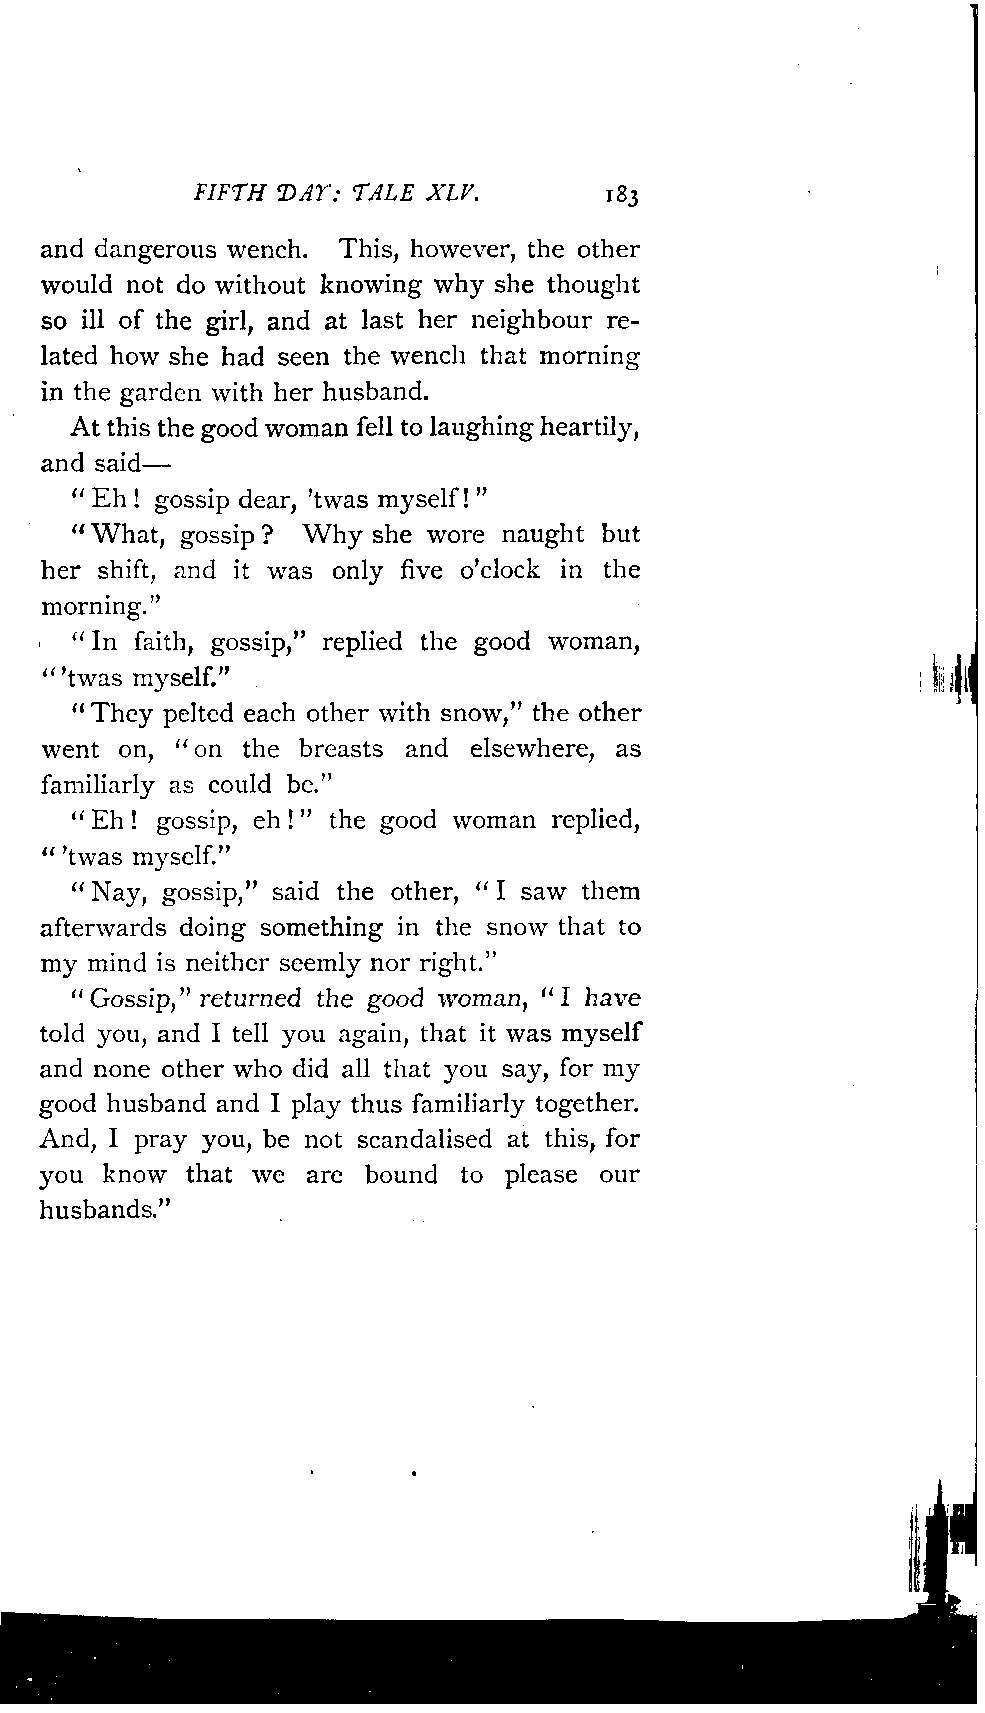 FIFTH DAY: TALE XLV. 183
and dangerous wench. This, however, the other
would not do without knowing why she thought
so ill of the girl, and at last her neighbour re-
lated how she had seen the wench that morning
in the garden with her husband.
At this the good woman fell to laughing heartily,
and said—
"Eh! gossip dear, 'twas myself!"
"What, gossip? Why she wore naught but
her shift, and it was only five o'clock in the
morning."
"In faith, gossip," replied the good woman,
"'twas myself."
"They pelted each other with snow," the other
went on, "on the breasts and elsewhere, as
familiarly as could be."
"Eh! gossip, eh!" the good woman replied,
"'twas myself."
"Nay, gossip," said the other, "I saw them
afterwards doing something in the snow that to
my mind is neither seemly nor right."
"Gossip," returned the good woman, "I have
told you, and I tell you again, that it was myself
and none other who did all that you say, for my
good husband and I play thus familiarly together.
And, I pray you, be not scandalised at this, for
you know that we are bound to please our
husbands."